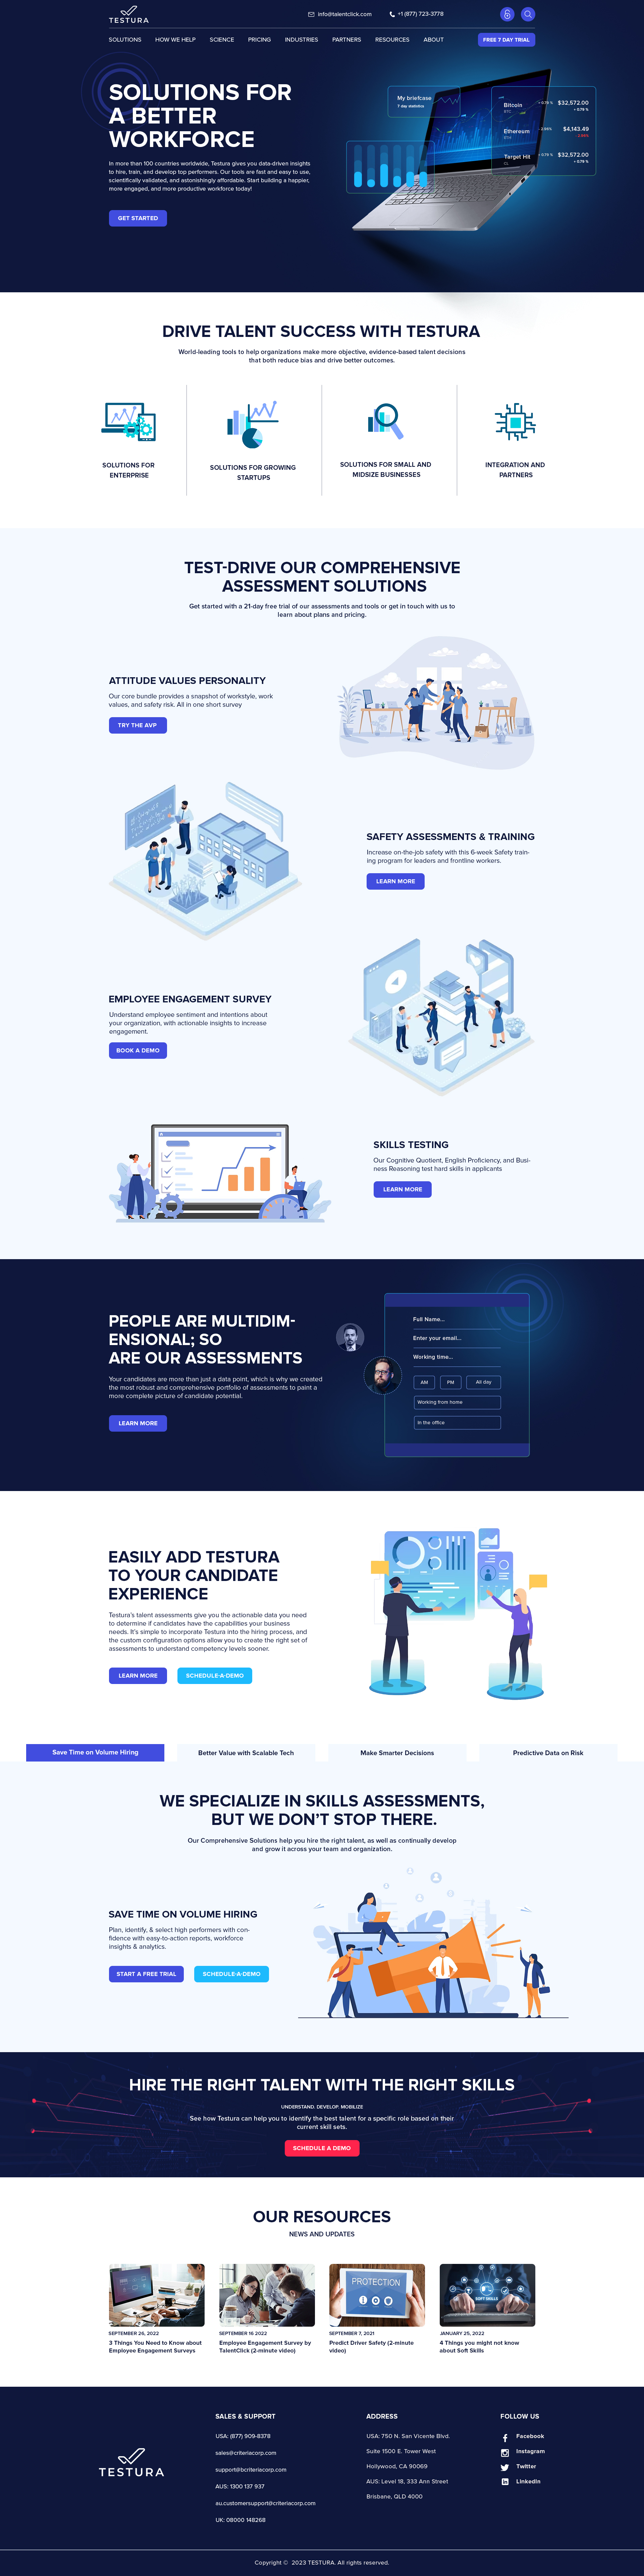 TESTURA
info@talentclick.com
+1 (877) 723-3778
SOLUTIONS HOW WE HELP SCIENCE PRICING INDUSTRIES PARTNERS RESOURCES ABOUT
FREE 7 DAY TRIAL
SOLUTIONS FOR
A BETTER
WORKFORCE
In more than 100 countries worldwide, Testura gives you data-driven insights
to hire, train, and develop top performers. Our tools are fast and easy to use,
scientifically validated, and astonishingly affordable. Start building a happier,
more engaged, and more productive workforce today!
GET STARTED
My briefcase
7 day statistics
Bitcoin
BTC
+ 0.79 %
$32,572.00
+ 0.79 %
Ethereum
ETH
-2.99%
$4,143.49
-2.99%
Target Hit
+ 0.79 %
$32,572.00
+ 0.79 %
DRIVE TALENT SUCCESS WITH TESTURA
World-leading tools to help organizations make more objective, evidence-based talent decisions
that both reduce bias and drive better outcomes.
SOLUTIONS FOR
ENTERPRISE
SOLUTIONS FOR GROWING
STARTUPS
SOLUTIONS FOR SMALL AND
MIDSIZE BUSINESSES
INTEGRATION AND
PARTNERS
TEST-DRIVE OUR COMPREHENSIVE
ASSESSMENT SOLUTIONS
Get started with a 21-day free trial of our assessments and tools or get in touch with us to
learn about plans and pricing.
ATTITUDE VALUES PERSONALITY
Our core bundle provides a snapshot of workstyle, work
values, and safety risk. All in one short survey
TRY THE AVP
SAFETY ASSESSMENTS & TRAINING
Increase on-the-job safety with this 6-week Safety train-
ing program for leaders and frontline workers.
LEARN MORE
EMPLOYEE ENGAGEMENT SURVEY
Understand employee sentiment and intentions about
your organization, with actionable insights to increase
engagement.
BOOK A DEMO
SKILLS TESTING
Our Cognitive Quotient, English Proficiency, and Busi-
ness Reasoning test hard skills in applicants
LEARN MORE
PEOPLE ARE MULTIDIM-
ENSIONAL; SO
ARE OUR ASSESSMENTS
Your candidates are more than just a data point, which is why we created
the most robust and comprehensive portfolio of assessments to paint a
more complete picture of candidate potential.
LEARN MORE
Full Name...
Enter your email...
Working time...
AM PM All day
Working from home
in the office
EASILY ADD TESTURA
TO YOUR CANDIDATE
EXPERIENCE
Testura's talent assessments give you the actionable data you need
to determine if candidates have the capabilities your business
needs. It's simple to incorporate Testura into the hiring process, and
the custom configuration options allow you to create the right set of
assessments to understand competency levels sooner.
LEARN MORE
SCHEDULE-A-DEMO
Save Time on Volume Hiring
Better Value with Scalable Tech
Make Smarter Decisions
Predictive Data on Risk
WE SPECIALIZE IN SKILLS ASSESSMENTS,
BUT WE DON'T STOP THERE.
Our Comprehensive Solutions help you hire the right talent, as well as continually develop
and grow it across your team and organization.
SAVE TIME ON VOLUME HIRING
Plan, identify, & select high performers with con-
fidence with easy-to-action reports, workforce
insights & analytics.
START A FREE TRIAL
SCHEDULE-A-DEMO
HIRE THE RIGHT TALENT WITH THE RIGHT SKILLS
UNDERSTAND. DEVELOP. MOBILIZE
See how Testura can help you to identify the best talent for a specific role based on their
current skill sets.
SCHEDULE A DEMO
OUR RESOURCES
NEWS AND UPDATES
PROTECTION
SOFT SKILLS
SEPTEMBER 26, 2022
3 Things You Need to Know about
Employee Engagement Surveys
SEPTEMBER 16 2022
Employee Engagement Survey by
TalentClick (2-minute video)
SEPTEMBER 7, 2021
Predict Driver Safety (2-minute
video)
JANUARY 25, 2022
4 Things you might not know
about Soft Skills
TESTURA
SALES & SUPPORT
USA: (877) 909-8378
sales@criteriacorp.com
support@bcriteriacorp.com
AUS: 1300 137 937
au.customersupport@criteriacorp.com
UK: 08000 148268
ADDRESS
USA: 750 N. San Vicente Blvd.
Suite 1500 E. Tower West
Hollywood, CA 90069
AUS: Level 18, 333 Ann Street
Brisbane, QLD 4000
FOLLOW US
Facebook
Instagram
Twitter
Linkedin
Copyright © 2023 TESTURA. All rights reserved.